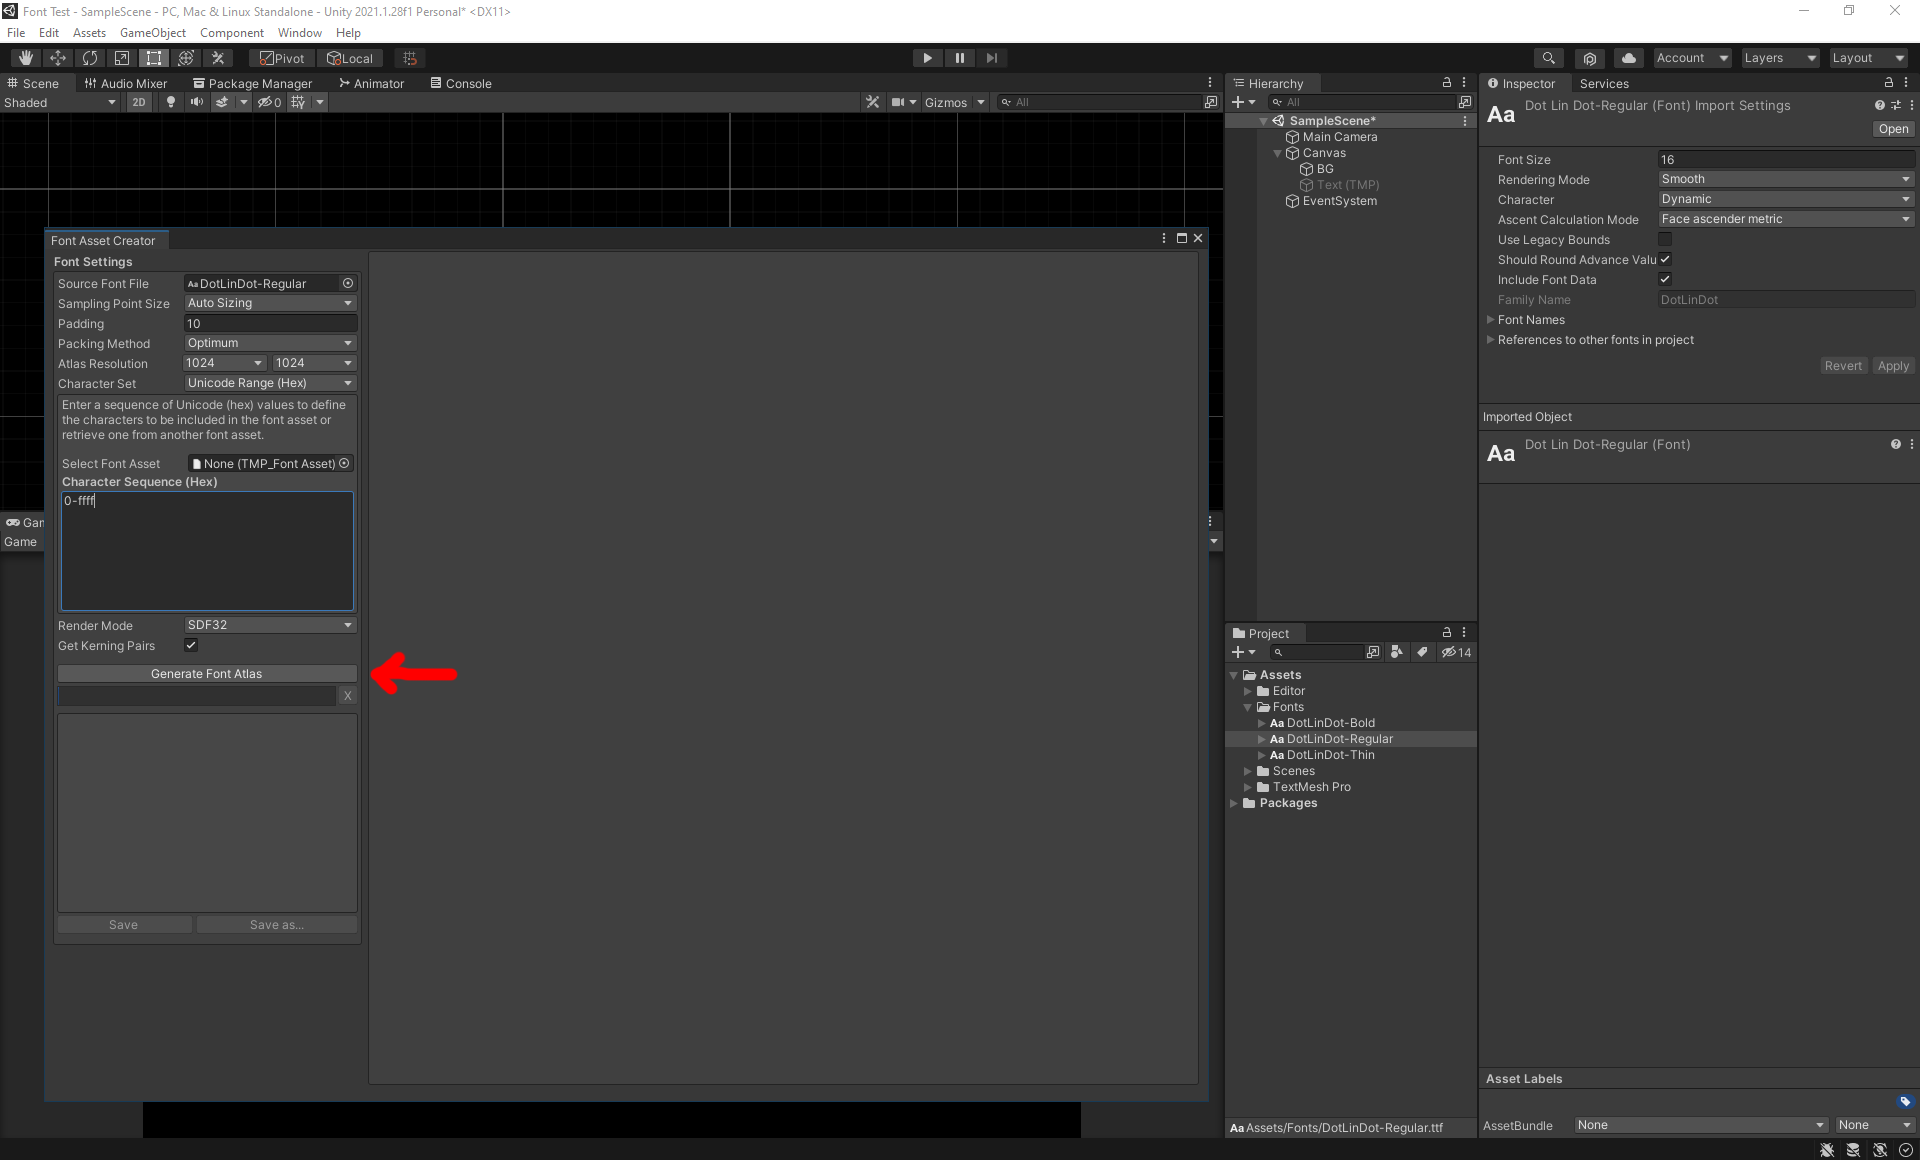 Font Test - SampleScene - PC, Mac & Linux Standalone - Unity 2021.1.28f1 Personal* <DX11>
File Edit Assets GameObject Component Window Help
Pivot Local Account Layers Layout
Scene Audio Mixer Package Manager Animator Console
Shaded 2D 0 Gizmos All
Font Asset Creator
Font Settings
Source Font File Aa DotLinDot-Regular
Sampling Point Size Auto Sizing
Padding 10
Packing Method Optimum
Atlas Resolution 1024 1024
Character Set Unicode Range (Hex)
Enter a sequence of Unicode (hex) values to define
the characters to be included in the font asset or
retrieve one from another font asset.
Select Font Asset None (TMP_Font Asset)
Character Sequence (Hex)
0-ffff
Render Mode SDF32
Get Kerning Pairs
Generate Font Atlas
X
Save Save as...
Gam
Game
Hierarchy
All
SampleScene*
Main Camera
Canvas
BG
Text (TMP)
EventSystem
Project
14
Assets
Editor
Fonts
Aa DotLinDot-Bold
Aa DotLinDot-Regular
Aa DotLinDot-Thin
Scenes
TextMesh Pro
Packages
Aa Assets/Fonts/DotLinDot-Regular.ttf
Inspector Services
Aa Dot Lin Dot-Regular (Font) Import Settings
Open
Font Size 16
Rendering Mode Smooth
Character Dynamic
Ascent Calculation Mode Face ascender metric
Use Legacy Bounds
Should Round Advance Valu
Include Font Data
Family Name DotLinDot
Font Names
References to other fonts in project
Revert Apply
Imported Object
Aa Dot Lin Dot-Regular (Font)
Asset Labels
AssetBundle None None